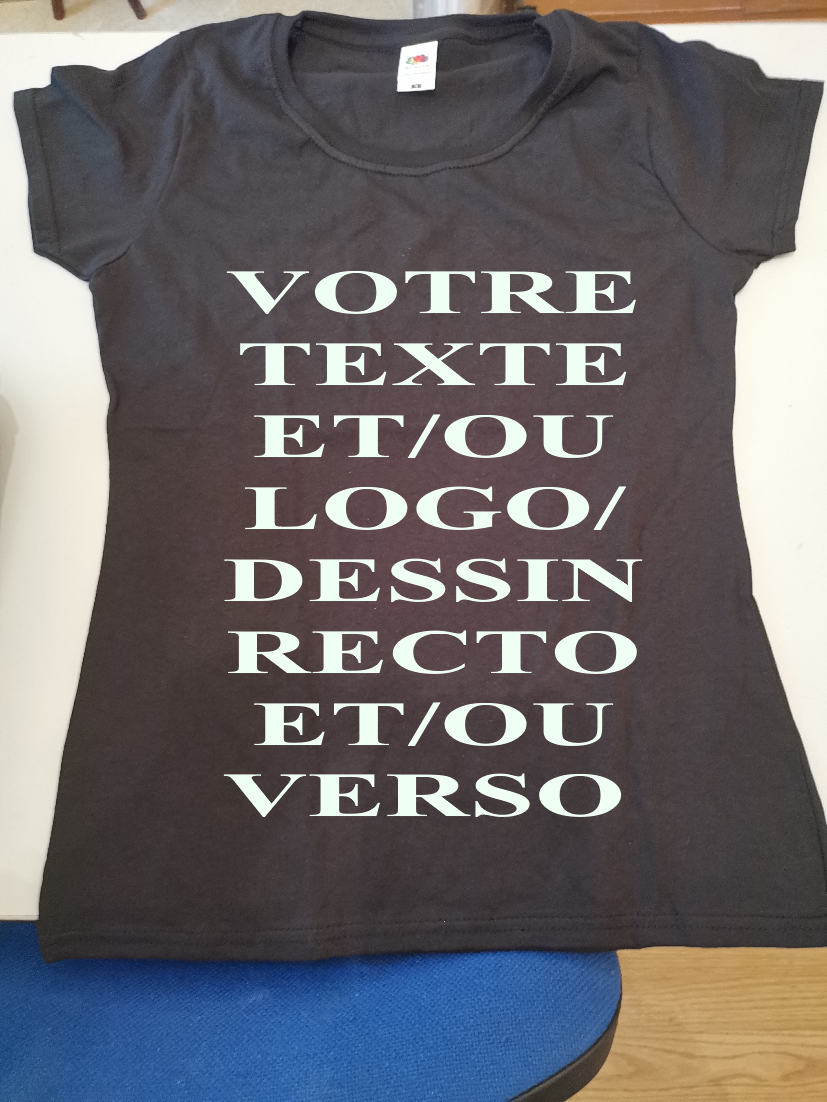 VOTRE
TEXTE
ET/OU
LOGO/
DESSIN
RECTO
ET/OU
VERSO